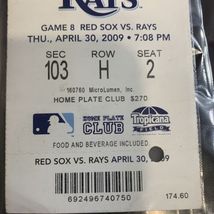 RAYS
GAME 8 RED SOX VS. RAYS
THU., APRIL 30, 2009 • 7:08 PM
SEC ROW SEAT
103 H 2
160760 MicroLumen, Inc
HOME PLATE CLUB $270
HOME PLATE
CLUB
Tropicana
FIELD
FOOD AND BEVERAGE INCLUDED.
RED SOX VS. RAYS APRIL 30, 09
692496740750
174.60